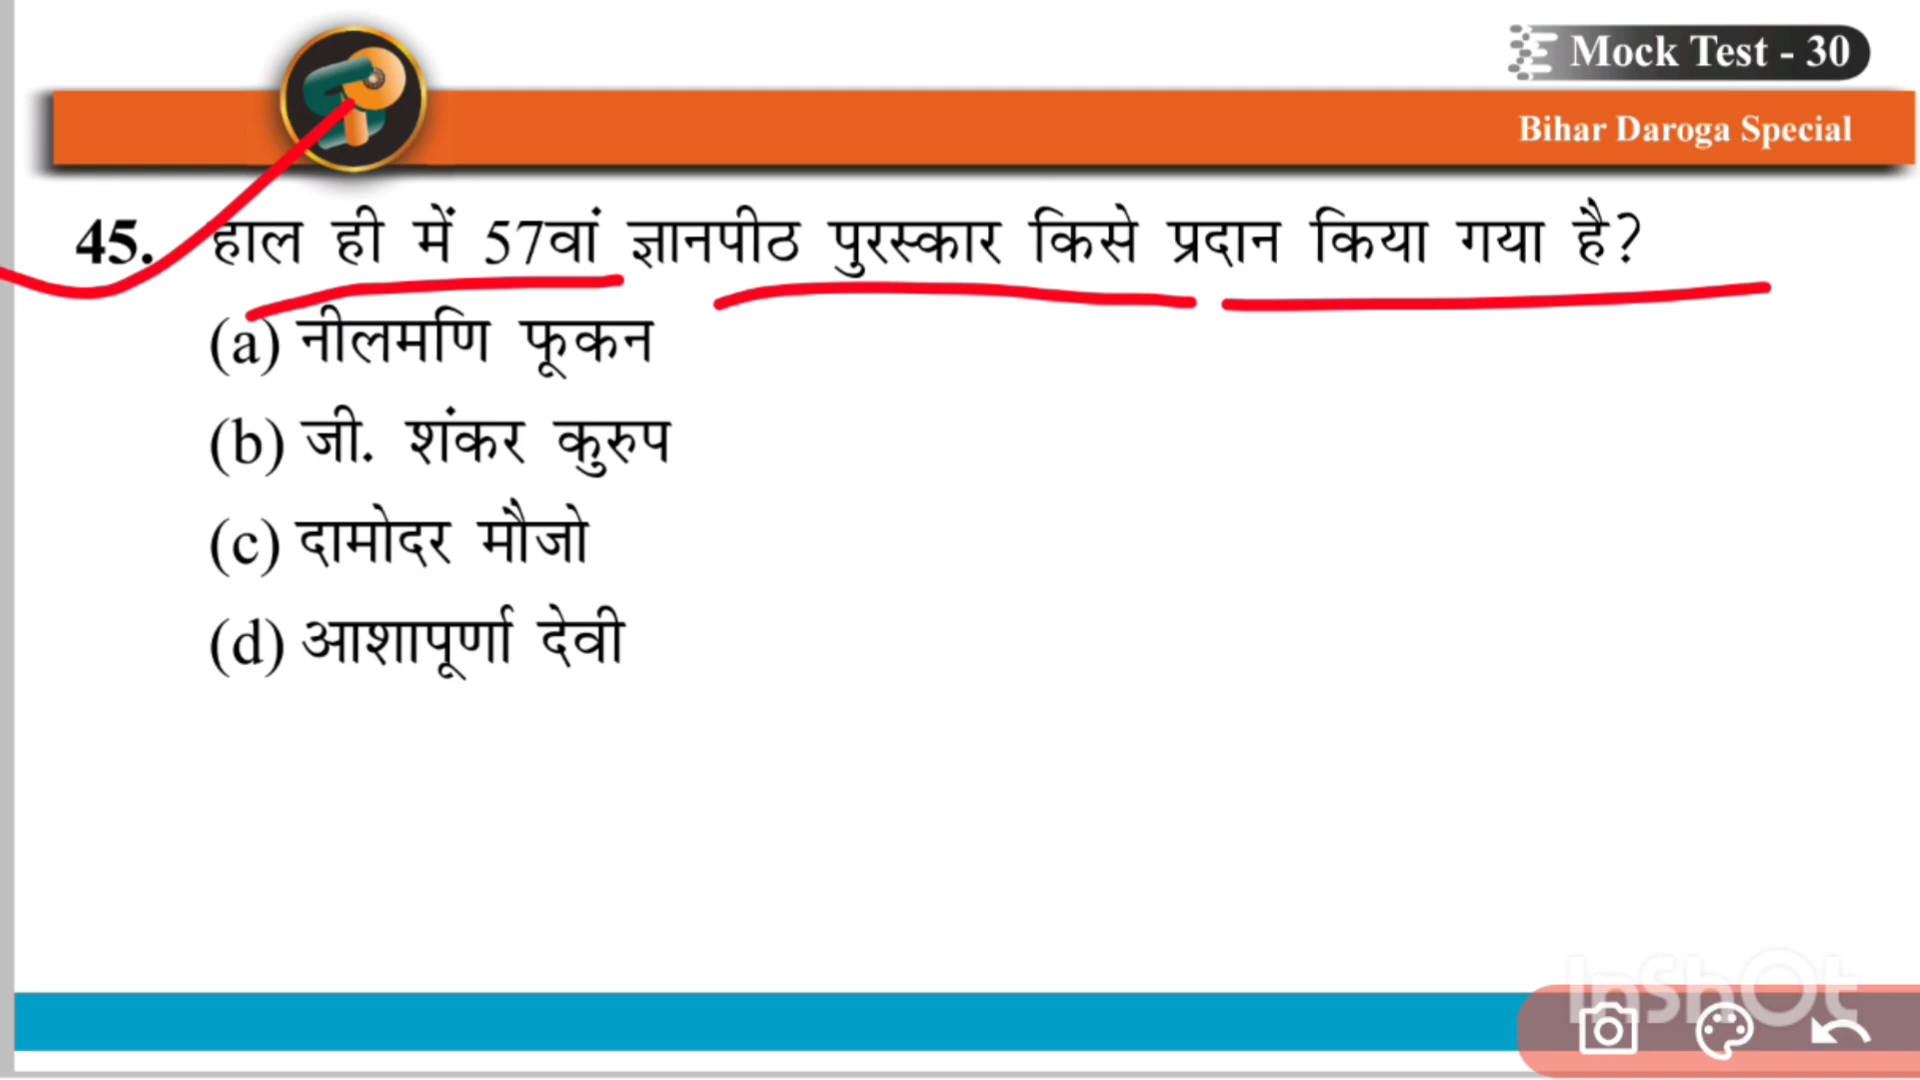 Mock Test - 30
Bihar Daroga Special
45. हाल ही में 57वां ज्ञानपीठ पुरस्कार किसे प्रदान किया गया है?
(a) नीलमणि फूकन
(b) जी. शंकर कुरुप
(c) दामोदर मौजो
(d) आशापूर्णा देवी
InShOt